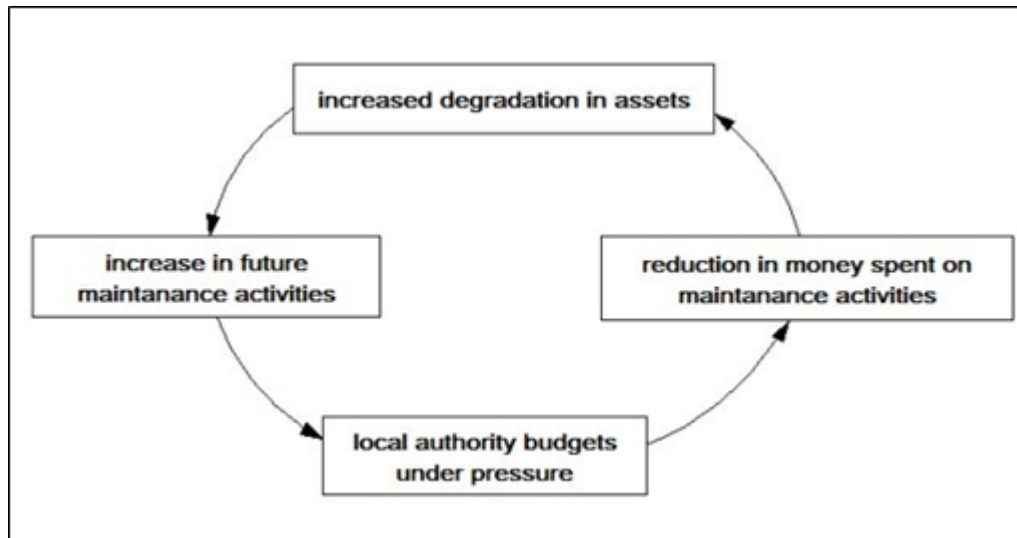 increased degradation in assets
increase in future
maintanance activities
reduction in money spent on
maintanance activities
local authority budgets
under pressure